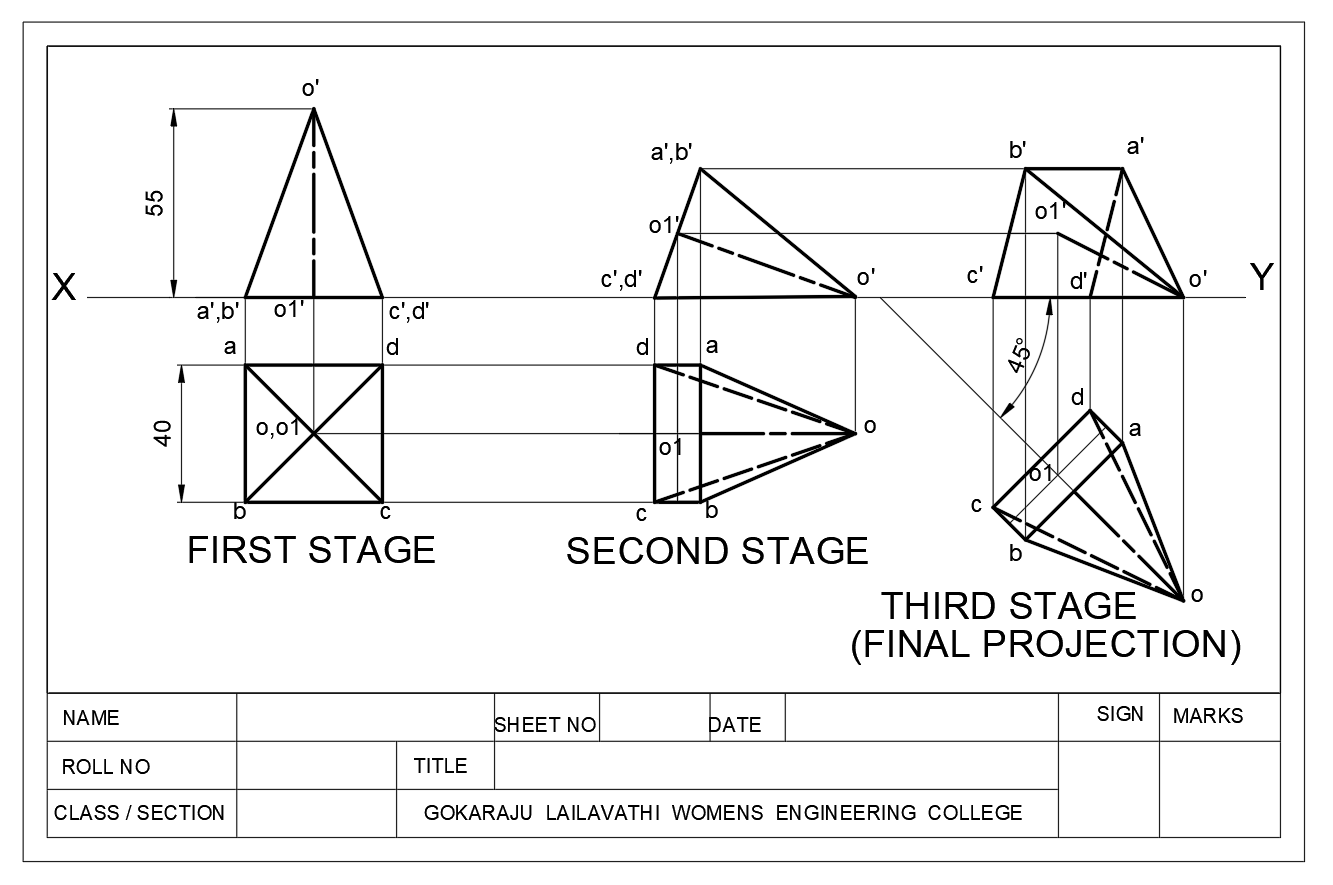 o'
55
X
a',b' o1' c',d'
a d
40
o,o1
b c
FIRST STAGE
a',b'
o1'
c',d' o'
d a
o1 o
c b
SECOND STAGE
b' a'
o1'
c' d' o'
Y
45°
d
a
o1
c
b
o
THIRD STAGE
(FINAL PROJECTION)
NAME SHEET NO DATE SIGN MARKS
ROLL NO TITLE
CLASS / SECTION GOKARAJU LAILAVATHI WOMENS ENGINEERING COLLEGE